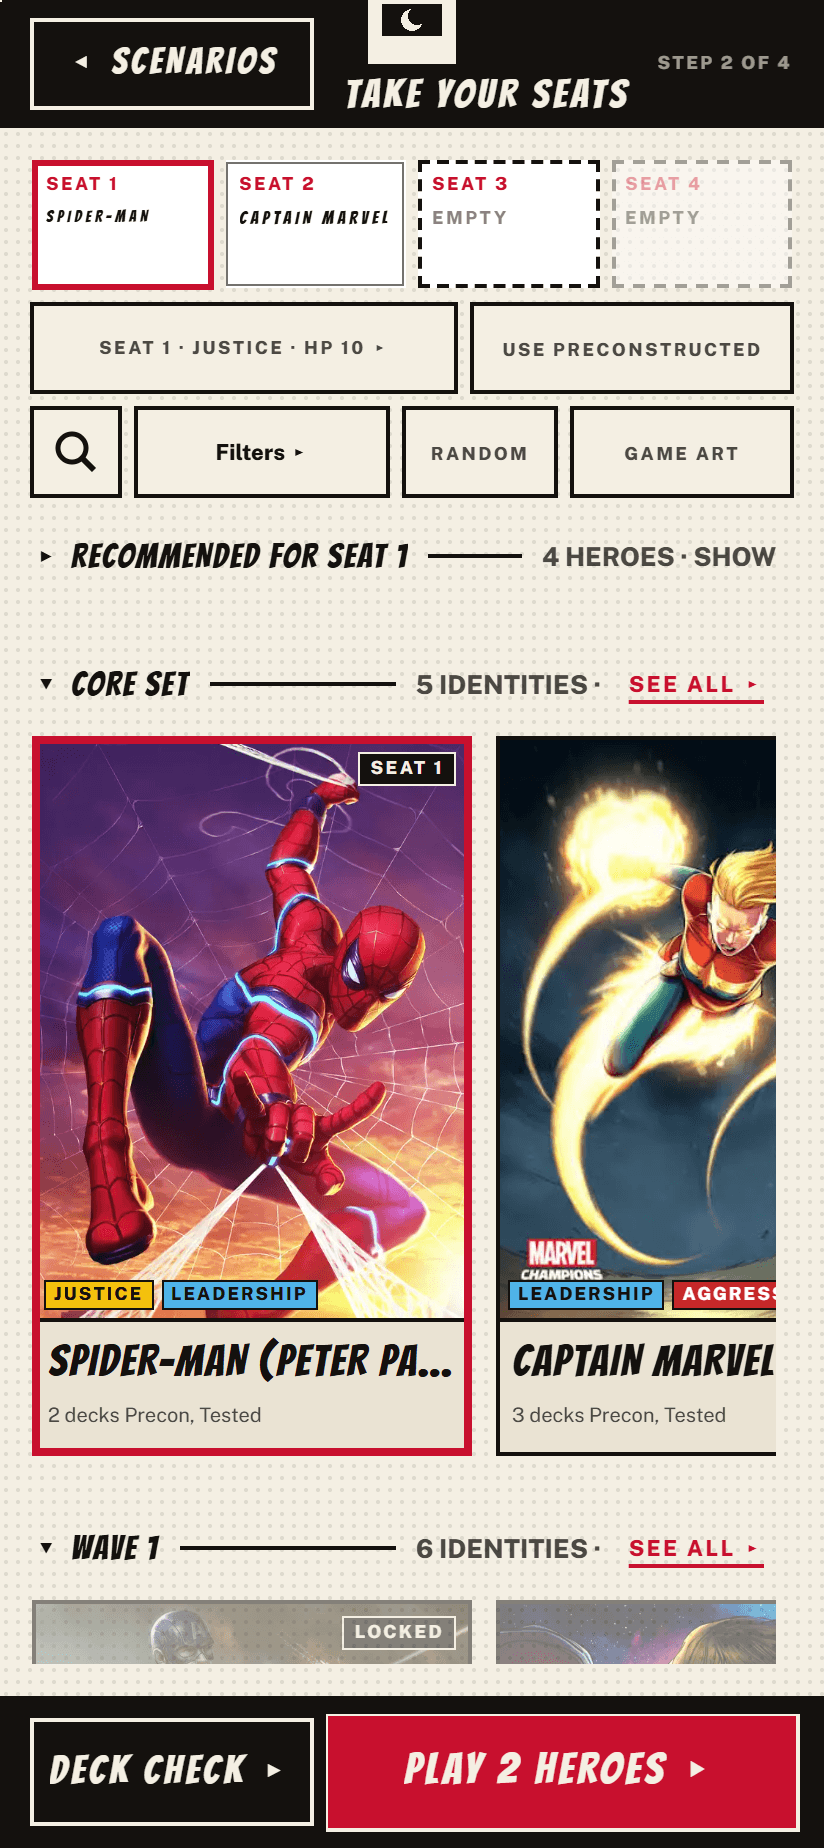 SCENARIOS
TAKE YOUR SEATS
STEP 2 OF 4
SEAT 1
SPIDER-MAN
SEAT 2
CAPTAIN MARVEL
SEAT 3
EMPTY
SEAT 4
EMPTY
SEAT 1 · JUSTICE · HP 10
USE PRECONSTRUCTED
Filters
RANDOM
GAME ART
RECOMMENDED FOR SEAT 1
4 HEROES · SHOW
CORE SET
5 IDENTITIES ·
SEE ALL
SEAT 1
JUSTICE
LEADERSHIP
SPIDER-MAN (PETER PA...
2 decks Precon, Tested
MARVEL
CHAMPIONS
LEADERSHIP
AGGRESS
CAPTAIN MARVEL
3 decks Precon, Tested
WAVE 1
6 IDENTITIES ·
SEE ALL
LOCKED
DECK CHECK
PLAY 2 HEROES